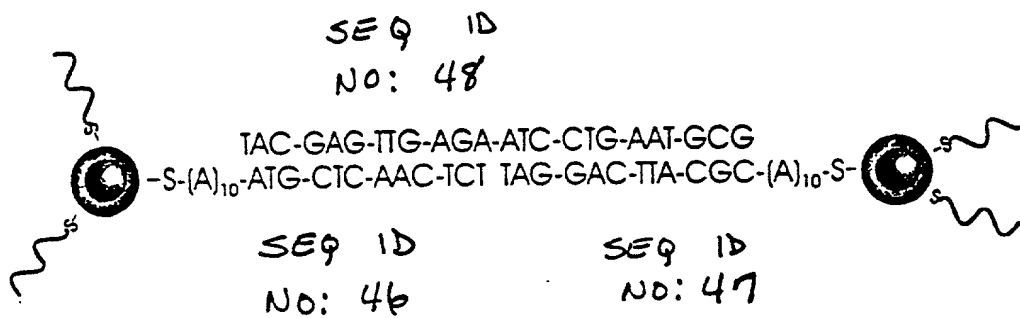 SEQ ID
NO: 48
S
TAC-GAG-TTG-AGA-ATC-CTG-AAT-GCG
S
-S-(A)10-ATG-CTC-AAC-TCT TAG-GAC-TTA-CGC-(A)10-S-
S
S
SEQ ID
NO: 46
SEQ ID
NO: 47